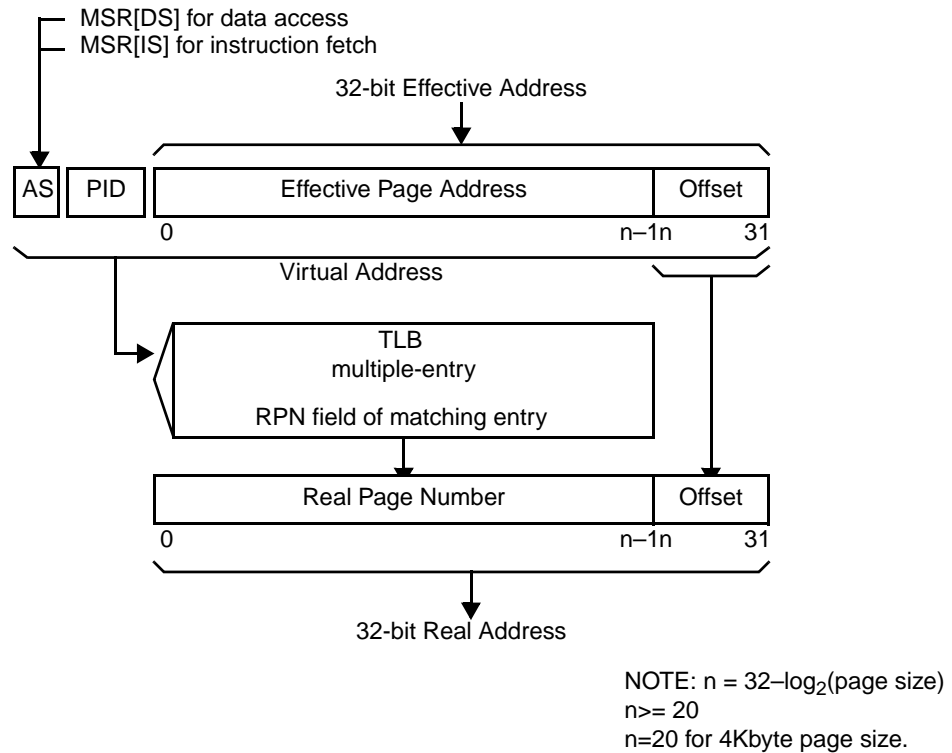 MSR[DS] for data access
MSR[IS] for instruction fetch
32-bit Effective Address
AS PID Effective Page Address Offset
0 n–1n 31
Virtual Address
TLB
multiple-entry
RPN field of matching entry
Real Page Number Offset
0 n–1n 31
32-bit Real Address
NOTE: n = 32–log2(page size)
n>= 20
n=20 for 4Kbyte page size.